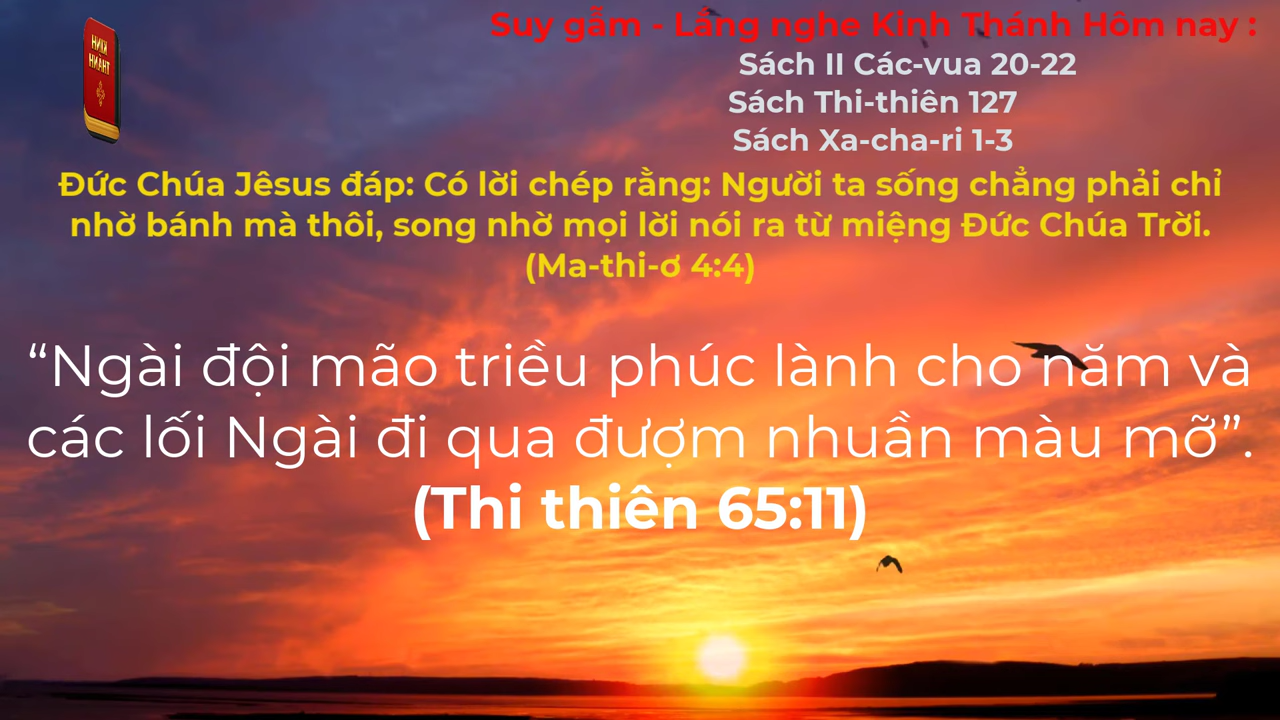 Suy gẫm - Lắng nghe Kinh Thánh Hôm nay :
Sách II Các-vua 20-22
Sách Thi-thiên 127
Sách Xa-cha-ri 1-3
KINH
THÁNH
Đức Chúa Jêsus đáp: Có lời chép rằng: Người ta sống chẳng phải chỉ
nhờ bánh mà thôi, song nhờ mọi lời nói ra từ miệng Đức Chúa Trời.
(Ma-thi-ơ 4:4)
“Ngài đội mão triều phúc lành cho năm và
các lối Ngài đi qua đượm nhuần màu mỡ”.
(Thi thiên 65:11)